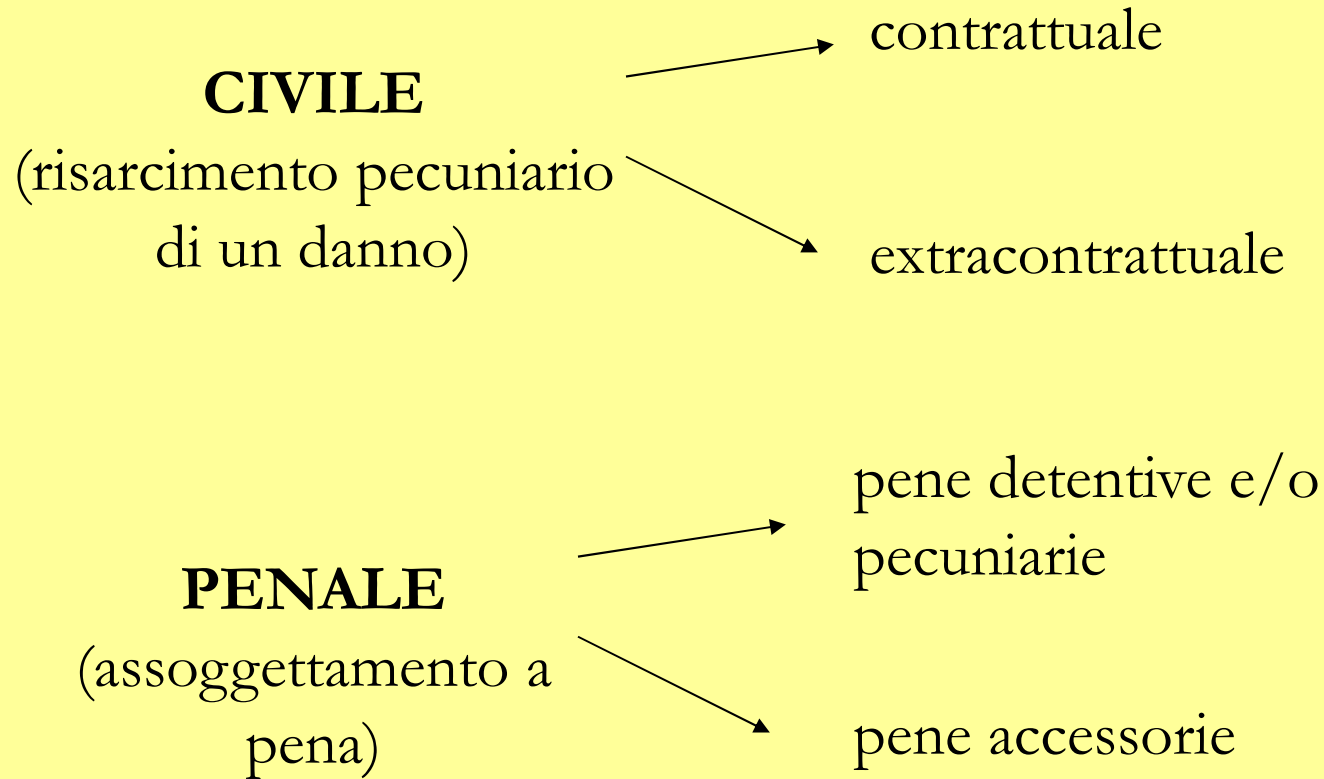 CIVILE
(risarcimento pecuniario
di un danno)
contrattuale
extracontrattuale
PENALE
(assoggettamento a
pena)
pene detentive e/o
pecuniarie
pene accessorie